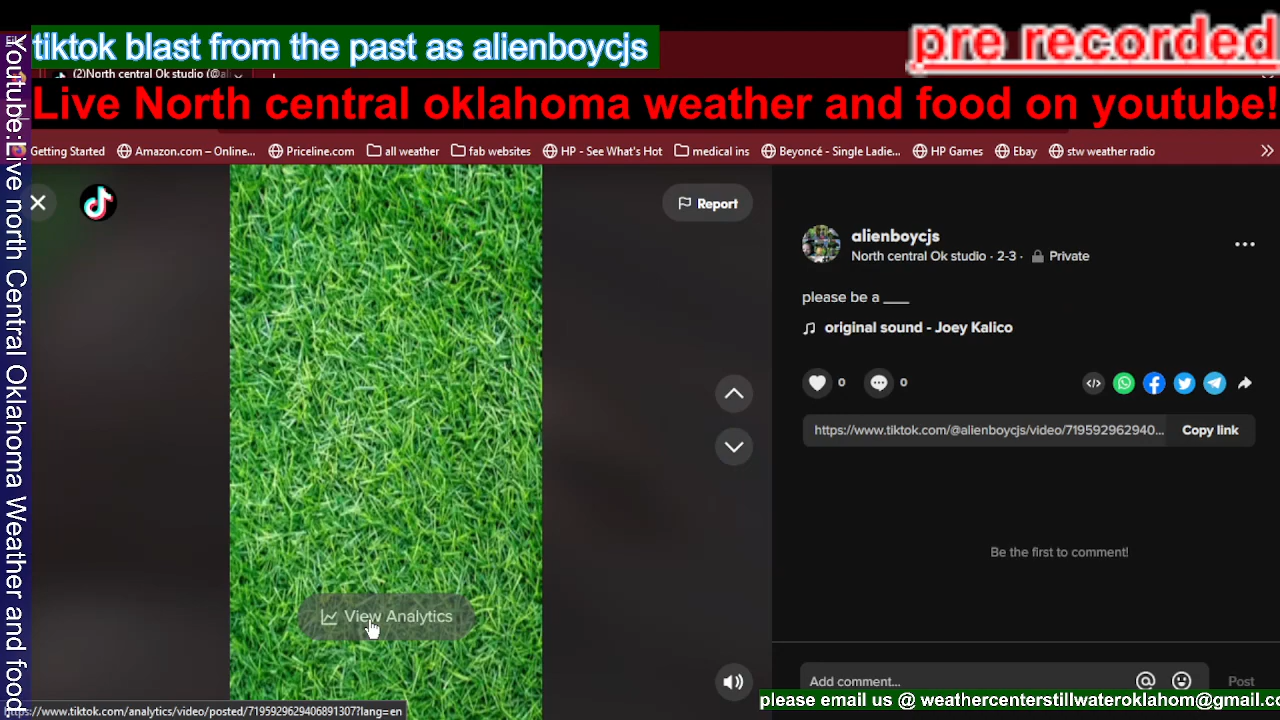 tiktok blast from the past as alienboycjs
pre recorded
(2)North central Ok studio (@a
Live North central oklahoma weather and food on youtube!
Youtube:Live north Central Oklahoma Weather and food
Getting Started Amazon.com – Online... Priceline.com all weather fab websites HP - See What's Hot medical ins Beyoncé - Single Ladie... HP Games Ebay stw weather radio
Report
alienboycjs
North central Ok studio · 2-3 · Private
please be a ___
original sound - Joey Kalico
0 0
https://www.tiktok.com/@alienboycjs/video/719592962940... Copy link
Be the first to comment!
View Analytics
Add comment... Post
please email us @ weathercenterstillwateroklahom@gmail.co
https://www.tiktok.com/analytics/video/posted/7195929629406891307?lang=en